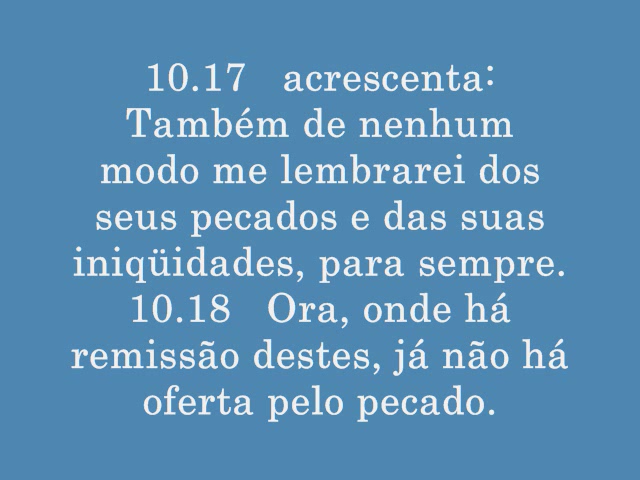 10.17 acrescenta:
Também de nenhum
modo me lembrarei dos
seus pecados e das suas
iniqüidades, para sempre.
10.18 Ora, onde há
remissão destes, já não há
oferta pelo pecado.